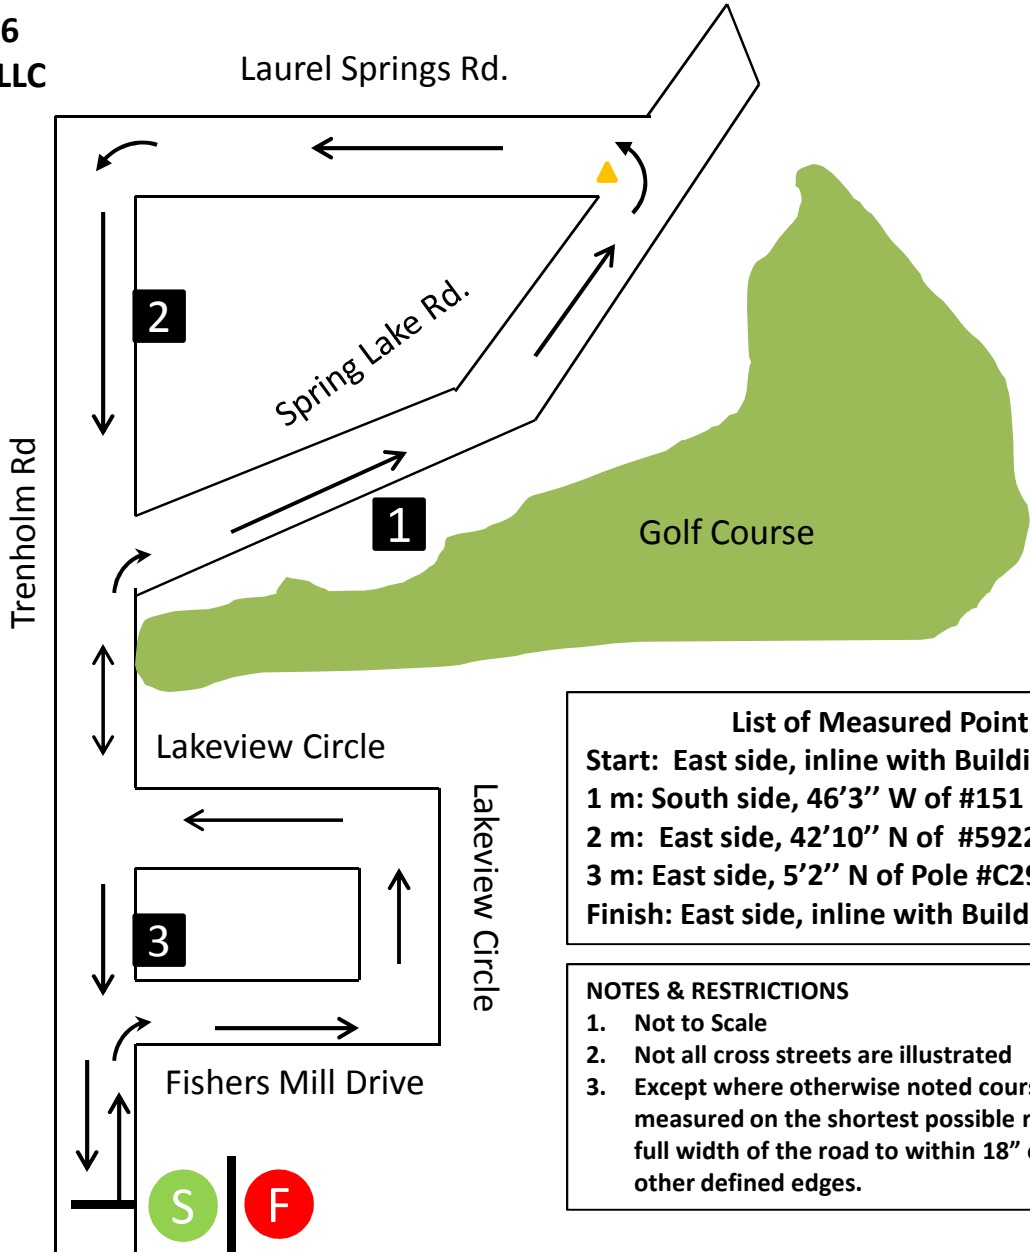 6
LLC
Laurel Springs Rd.
2
Spring Lake Rd.
Trenholm Rd
1
Golf Course
Lakeview Circle
Lakeview Circle
3
Fishers Mill Drive
S
F
List of Measured Point
Start: East side, inline with Buildi
1 m: South side, 46’3’’ W of #151
2 m: East side, 42’10’’ N of #5922
3 m: East side, 5’2’’ N of Pole #C29
Finish: East side, inline with Build
NOTES & RESTRICTIONS
1. Not to Scale
2. Not all cross streets are illustrated
3. Except where otherwise noted cours
measured on the shortest possible r
full width of the road to within 18” o
other defined edges.